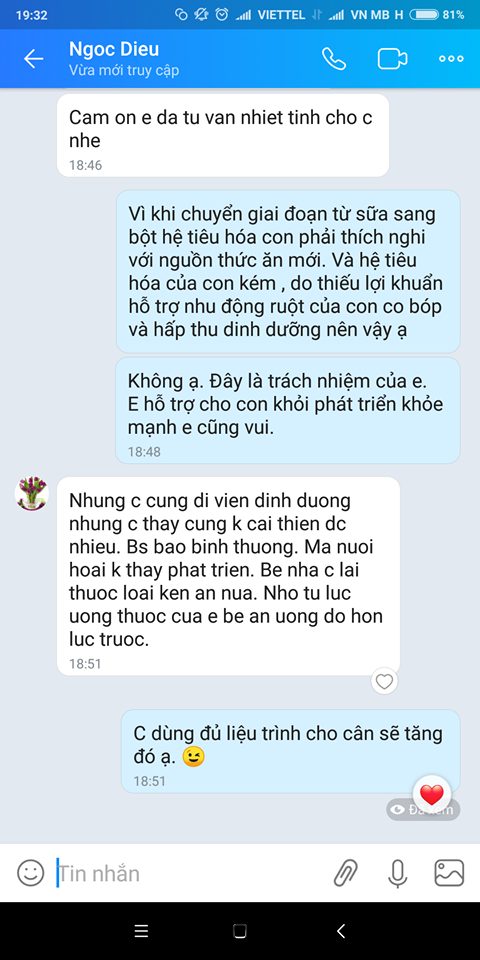 19:32
VIETTEL
VN MB H
81%
Ngoc Dieu
Vừa mới truy cập
Cam on e da tu van nhiet tinh cho c
nhe
18:46
Vì khi chuyển giai đoạn từ sữa sang
bột hệ tiêu hóa con phải thích nghi
với nguồn thức ăn mới. Và hệ tiêu
hóa của con kém , do thiếu lợi khuẩn
hỗ trợ nhu động ruột của con co bóp
và hấp thu dinh dưỡng nên vậy ạ
Không ạ. Đây là trách nhiệm của e.
E hỗ trợ cho con khỏi phát triển khỏe
mạnh e cũng vui.
18:48
Nhung c cung di vien dinh duong
nhung c thay cung k cai thien dc
nhieu. Bs bao binh thuong. Ma nuoi
hoai k thay phat trien. Be nha c lai
thuoc loai ken an nua. Nho tu luc
uong thuoc cua e be an uong do hon
luc truoc.
18:51
C dùng đủ liệu trình cho cân sẽ tăng
đó ạ. 😉
18:51
Tin nhắn